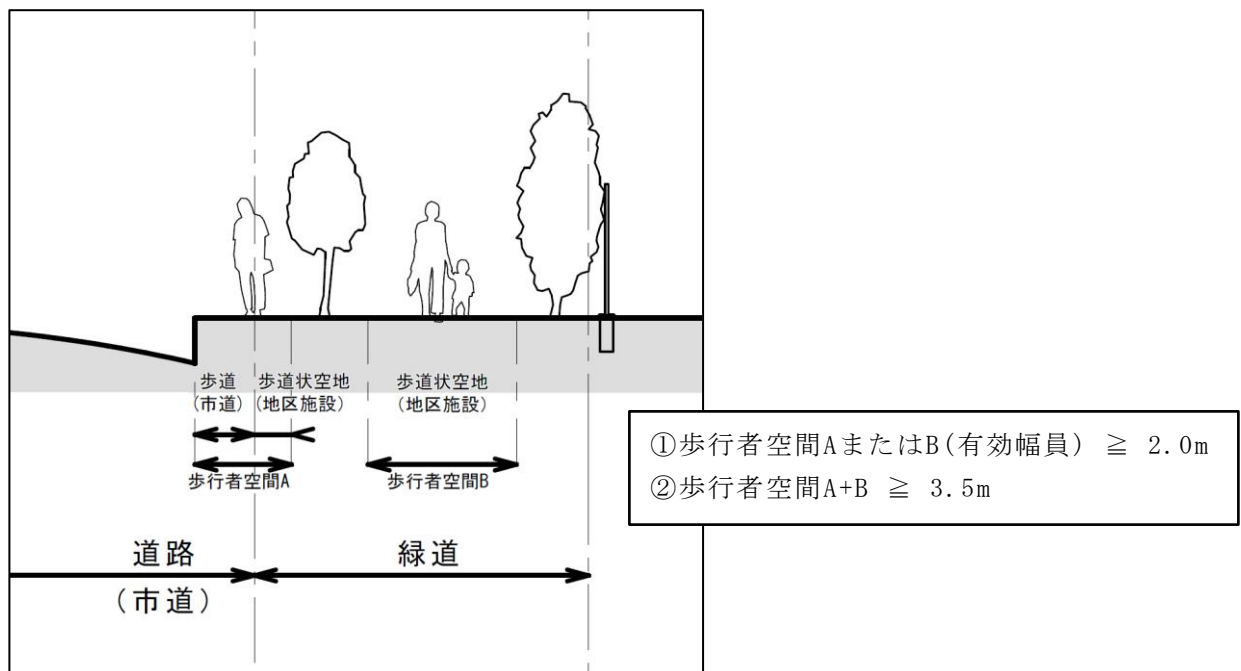 歩道
(市道)
歩道状空地
(地区施設)
歩道状空地
(地区施設)
歩行者空間A
歩行者空間B
①歩行者空間AまたはB(有効幅員) ≧ 2.0m
②歩行者空間A+B ≧ 3.5m
道路
(市道)
緑道